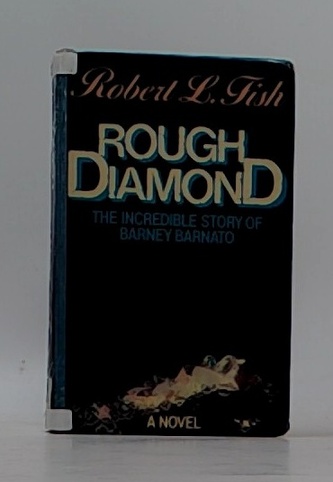 Robert L. Fish
ROUGH
DIAMOND
THE INCREDIBLE STORY OF
BARNEY BARNATO
A NOVEL